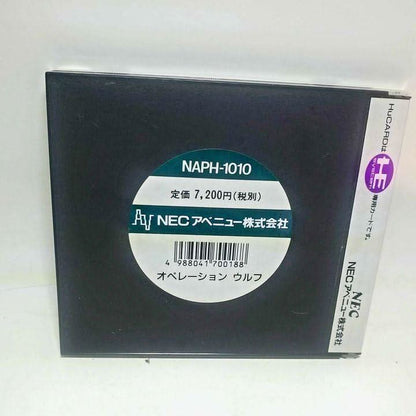 NAPH-1010
定価 7,200円(税別)
NECアベニュー株式会社
4 988041 700188
オペレーション ウルフ
HuCARDは
HE
専用カードです。
NEC
NECアベニュー株式会社